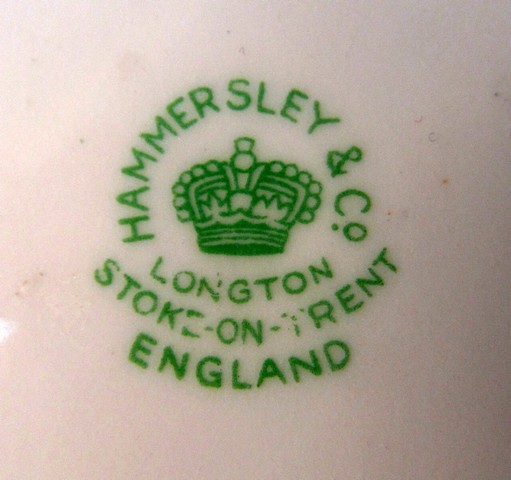 HAMMERSLEY & Co
LONGTON
STOKE-ON-TRENT
ENGLAND